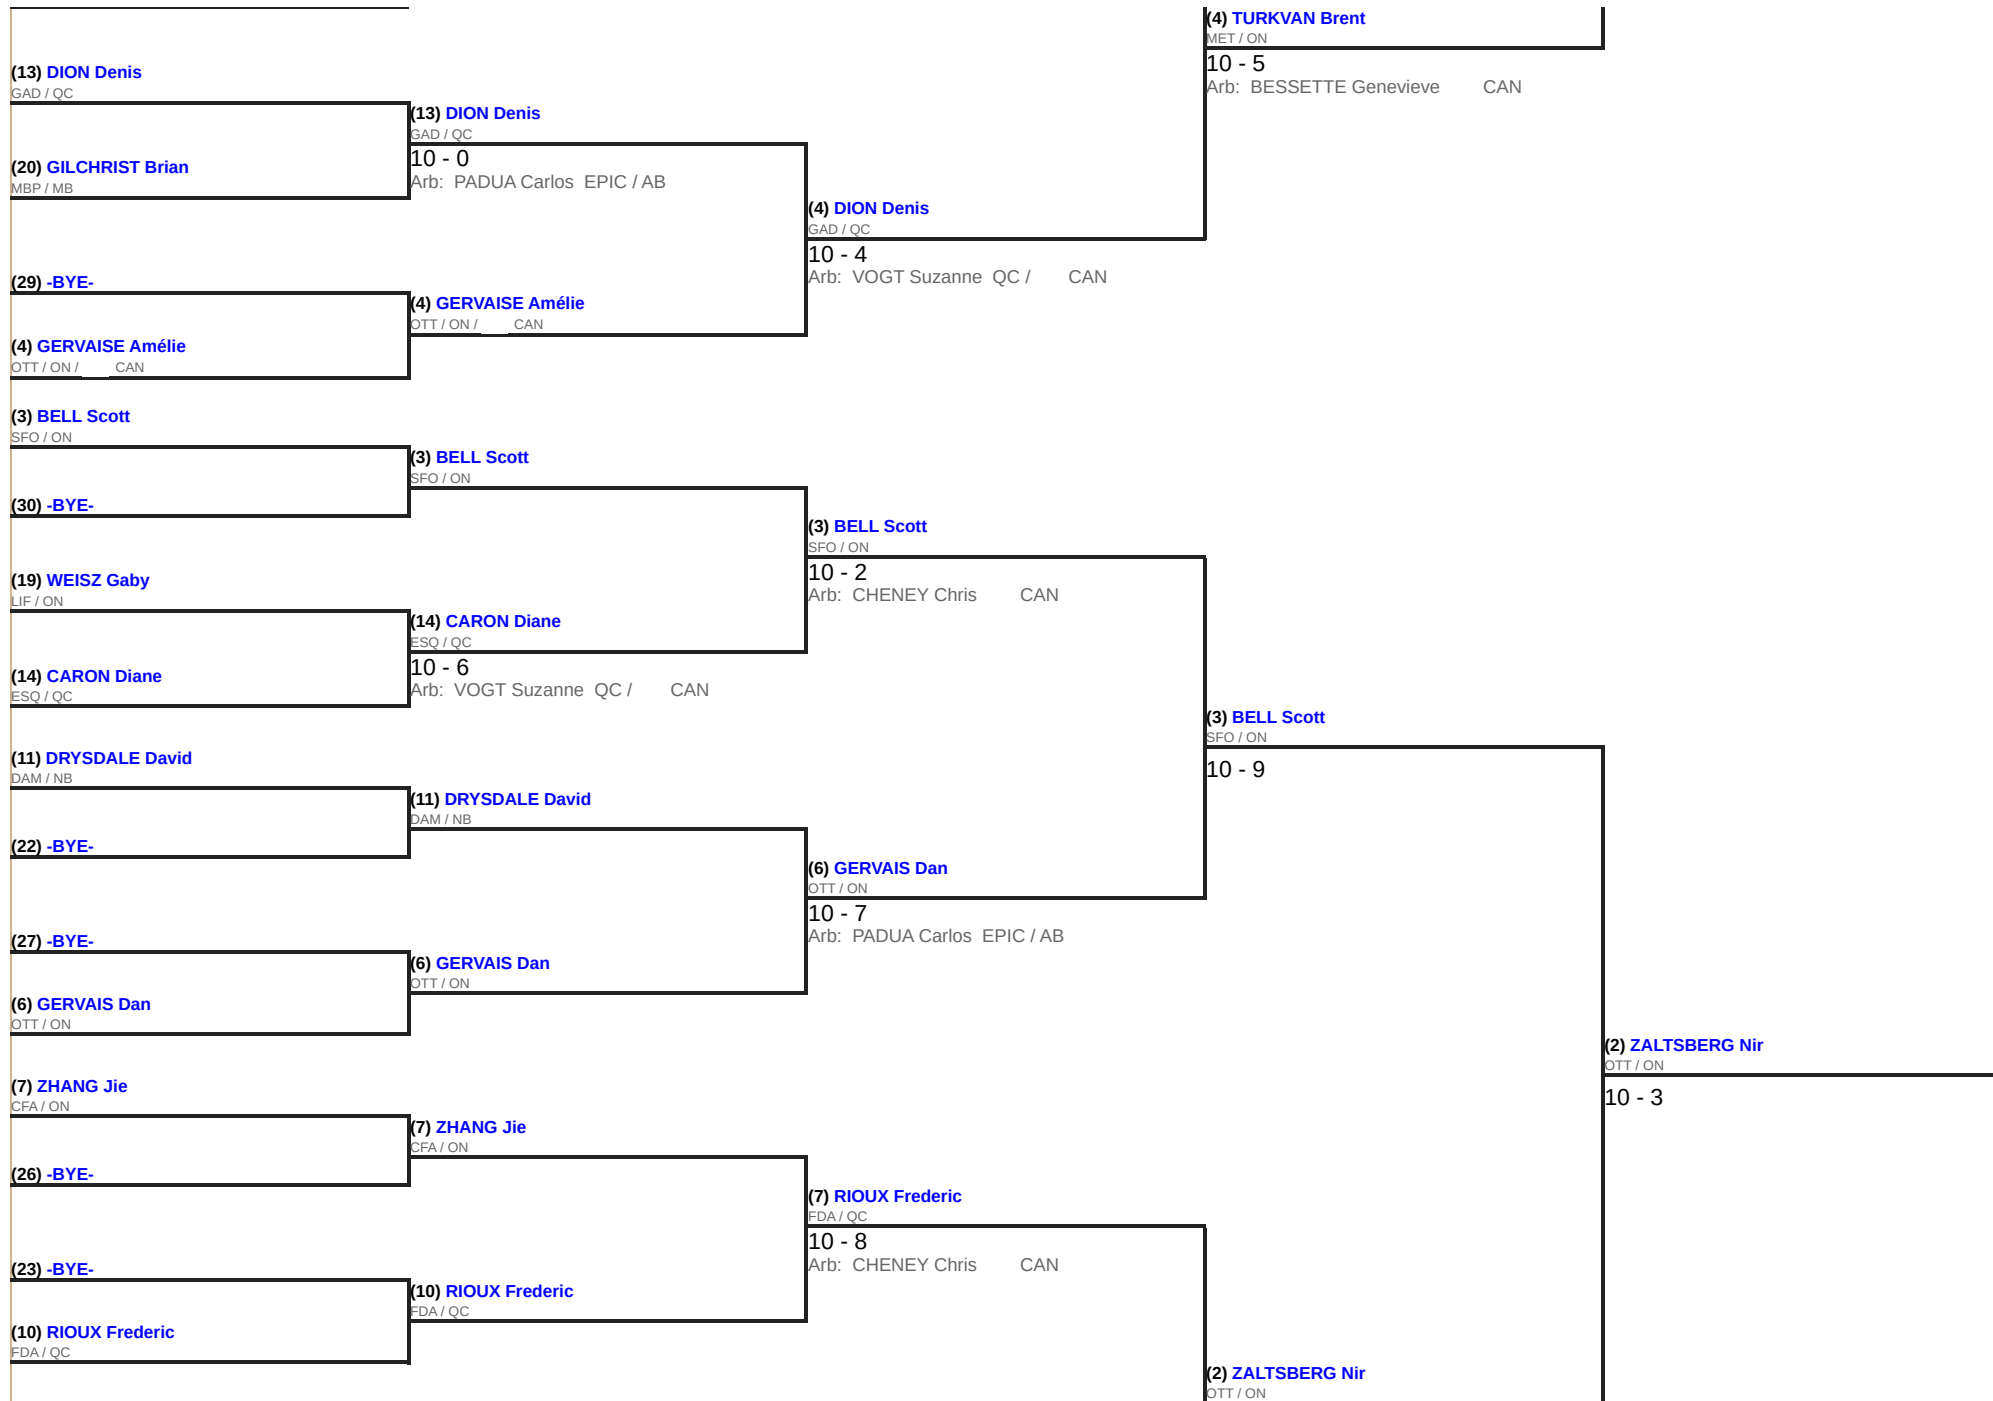 (13) DION Denis
GAD / QC
(20) GILCHRIST Brian
MBP / MB
(29) -BYE-
(4) GERVAISE Amélie
OTT / ON / CAN
(3) BELL Scott
SFO / ON
(30) -BYE-
(19) WEISZ Gaby
LIF / ON
(14) CARON Diane
ESQ / QC
(11) DRYSDALE David
DAM / NB
(22) -BYE-
(27) -BYE-
(6) GERVAIS Dan
OTT / ON
(7) ZHANG Jie
CFA / ON
(26) -BYE-
(23) -BYE-
(10) RIOUX Frederic
FDA / QC
(13) DION Denis
GAD / QC
10 - 0
Arb: PADUA Carlos EPIC / AB
(4) GERVAISE Amélie
OTT / ON / CAN
(3) BELL Scott
SFO / ON
(14) CARON Diane
ESQ / QC
10 - 6
Arb: VOGT Suzanne QC / CAN
(11) DRYSDALE David
DAM / NB
(6) GERVAIS Dan
OTT / ON
(7) ZHANG Jie
CFA / ON
(10) RIOUX Frederic
FDA / QC
(4) DION Denis
GAD / QC
10 - 4
Arb: VOGT Suzanne QC / CAN
(3) BELL Scott
SFO / ON
10 - 2
Arb: CHENEY Chris CAN
(6) GERVAIS Dan
OTT / ON
10 - 7
Arb: PADUA Carlos EPIC / AB
(7) RIOUX Frederic
FDA / QC
10 - 8
Arb: CHENEY Chris CAN
(4) TURKVAN Brent
MET / ON
10 - 5
Arb: BESSETTE Genevieve CAN
(3) BELL Scott
SFO / ON
10 - 9
(2) ZALTSBERG Nir
OTT / ON
(2) ZALTSBERG Nir
OTT / ON
10 - 3